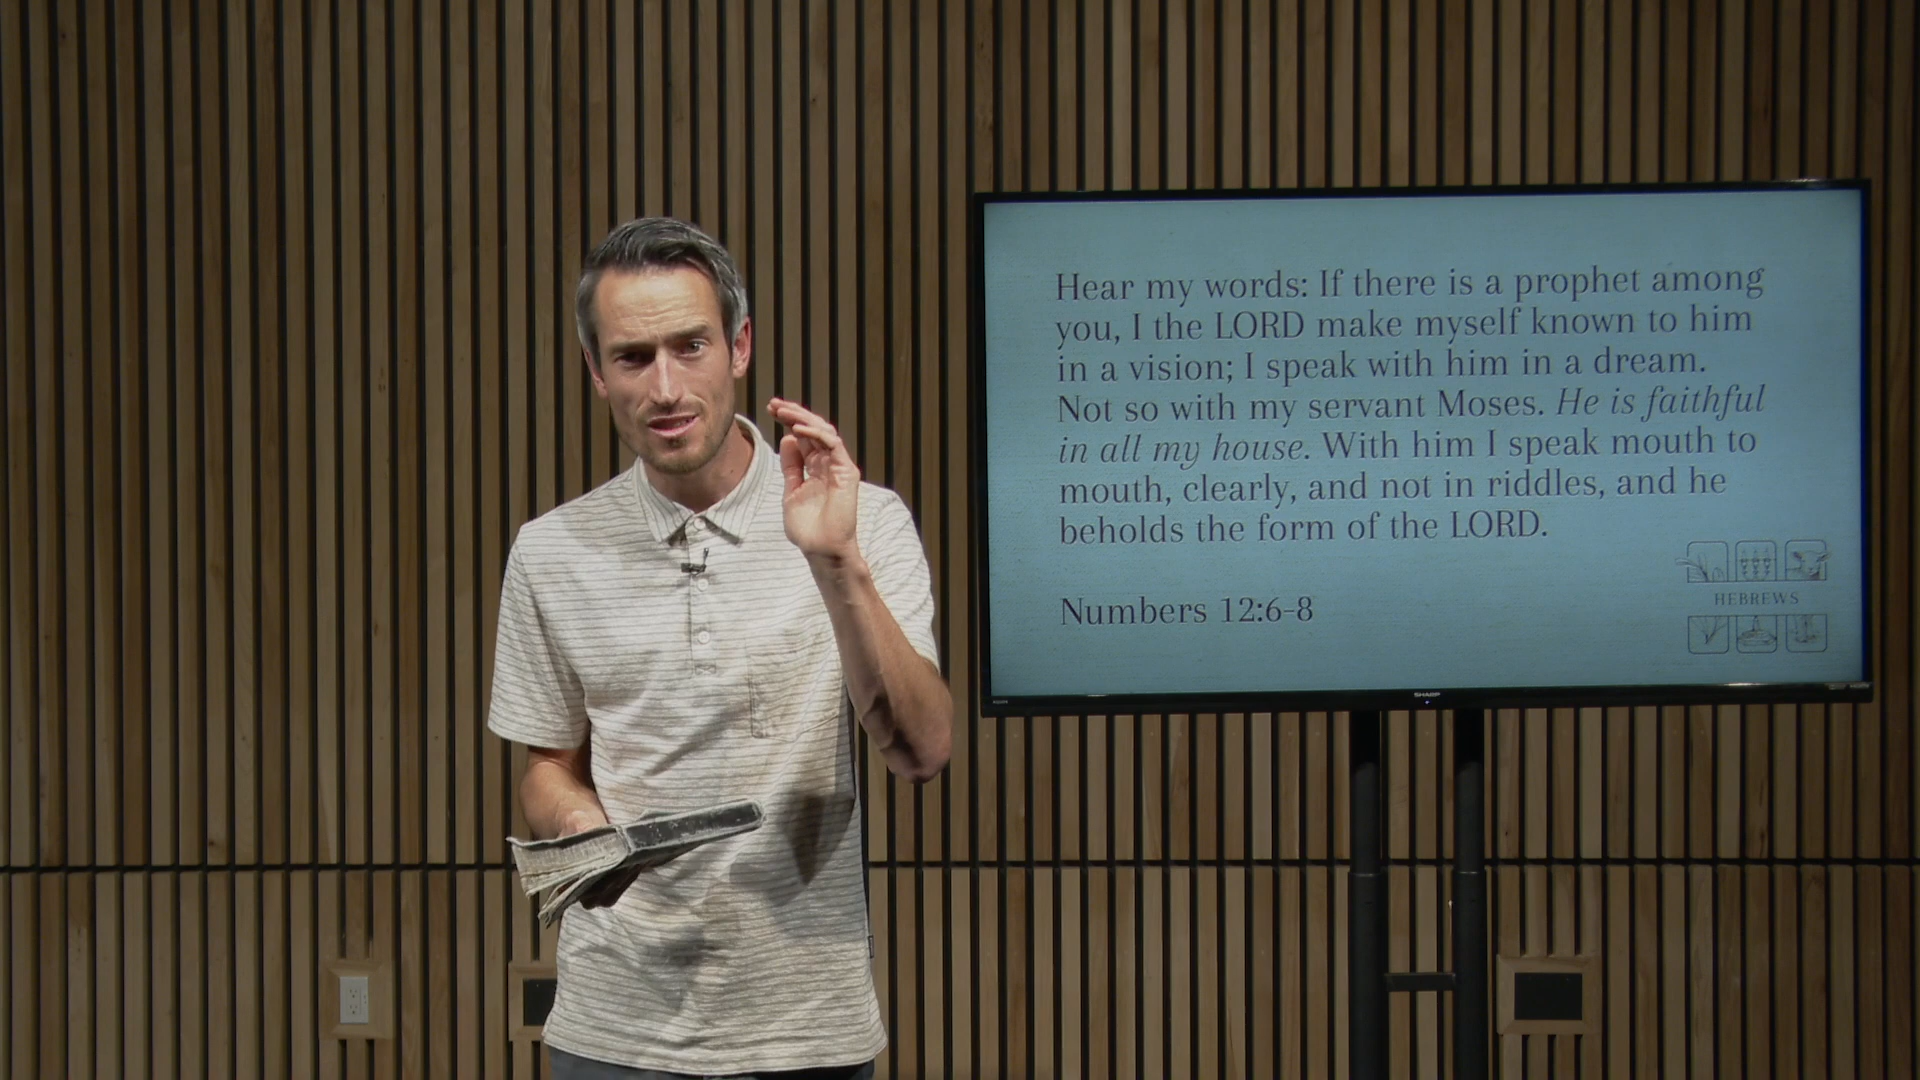 Hear my words: If there is a prophet among
you, I the LORD make myself known to him
in a vision; I speak with him in a dream.
Not so with my servant Moses. He is faithful
in all my house. With him I speak mouth to
mouth, clearly, and not in riddles, and he
beholds the form of the LORD.
Numbers 12:6-8
HEBREWS
SHARP